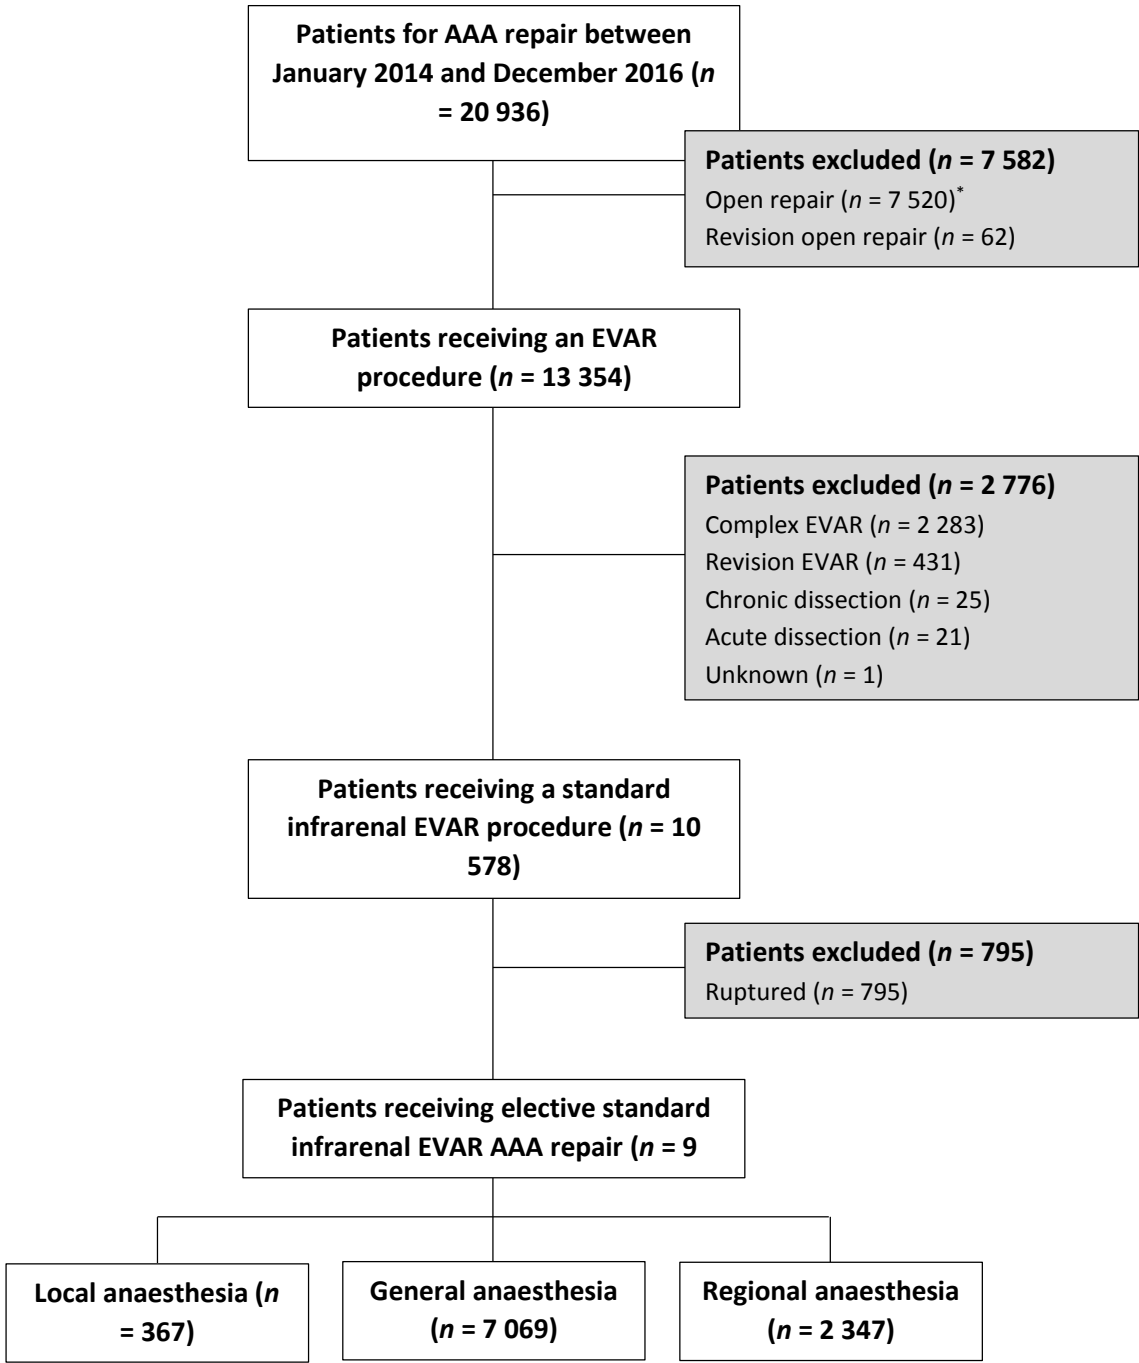 Patients for AAA repair between
January 2014 and December 2016 (n
= 20 936)
Patients excluded (n = 7 582)
Open repair (n = 7 520)*
Revision open repair (n = 62)
Patients receiving an EVAR
procedure (n = 13 354)
Patients excluded (n = 2 776)
Complex EVAR (n = 2 283)
Revision EVAR (n = 431)
Chronic dissection (n = 25)
Acute dissection (n = 21)
Unknown (n = 1)
Patients receiving a standard
infrarenal EVAR procedure (n = 10
578)
Patients excluded (n = 795)
Ruptured (n = 795)
Patients receiving elective standard
infrarenal EVAR AAA repair (n = 9
Local anaesthesia (n
= 367)
General anaesthesia
(n = 7 069)
Regional anaesthesia
(n = 2 347)